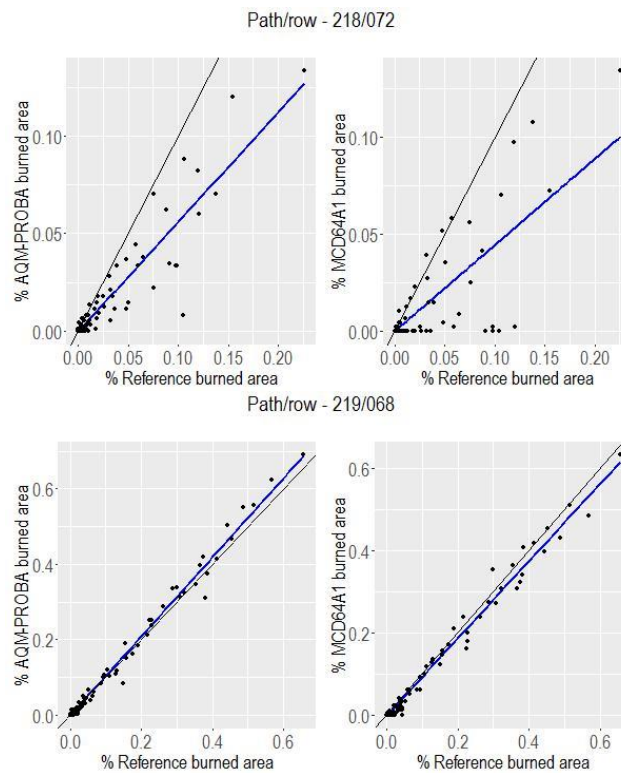 Path/row - 218/072
% AQM-PROBA burned area
0.10
0.05
0.00
0.00 0.05 0.10 0.15 0.20
% Reference burned area
% MCD64A1 burned area
0.10
0.05
0.00
0.00 0.05 0.10 0.15 0.20
% Reference burned area
Path/row - 219/068
% AQM-PROBA burned area
0.6
0.4
0.2
0.0
0.0 0.2 0.4 0.6
% Reference burned area
% MCD64A1 burned area
0.6
0.4
0.2
0.0
0.0 0.2 0.4 0.6
% Reference burned area